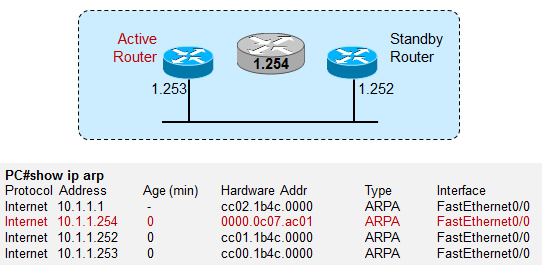 Active
Router
1.254
Standby
Router
1.253
1.252
PC#show ip arp
Protocol Address Age (min) Hardware Addr Type Interface
Internet 10.1.1.1 - cc02.1b4c.0000 ARPA FastEthernet0/0
Internet 10.1.1.254 0 0000.0c07.ac01 ARPA FastEthernet0/0
Internet 10.1.1.252 0 cc01.1b4c.0000 ARPA FastEthernet0/0
Internet 10.1.1.253 0 cc00.1b4c.0000 ARPA FastEthernet0/0